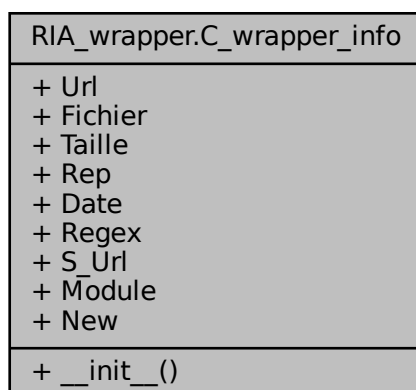 RIA_wrapper.C_wrapper_info
+ Url
+ Fichier
+ Taille
+ Rep
+ Date
+ Regex
+ S_Url
+ Module
+ New
+ __init__()